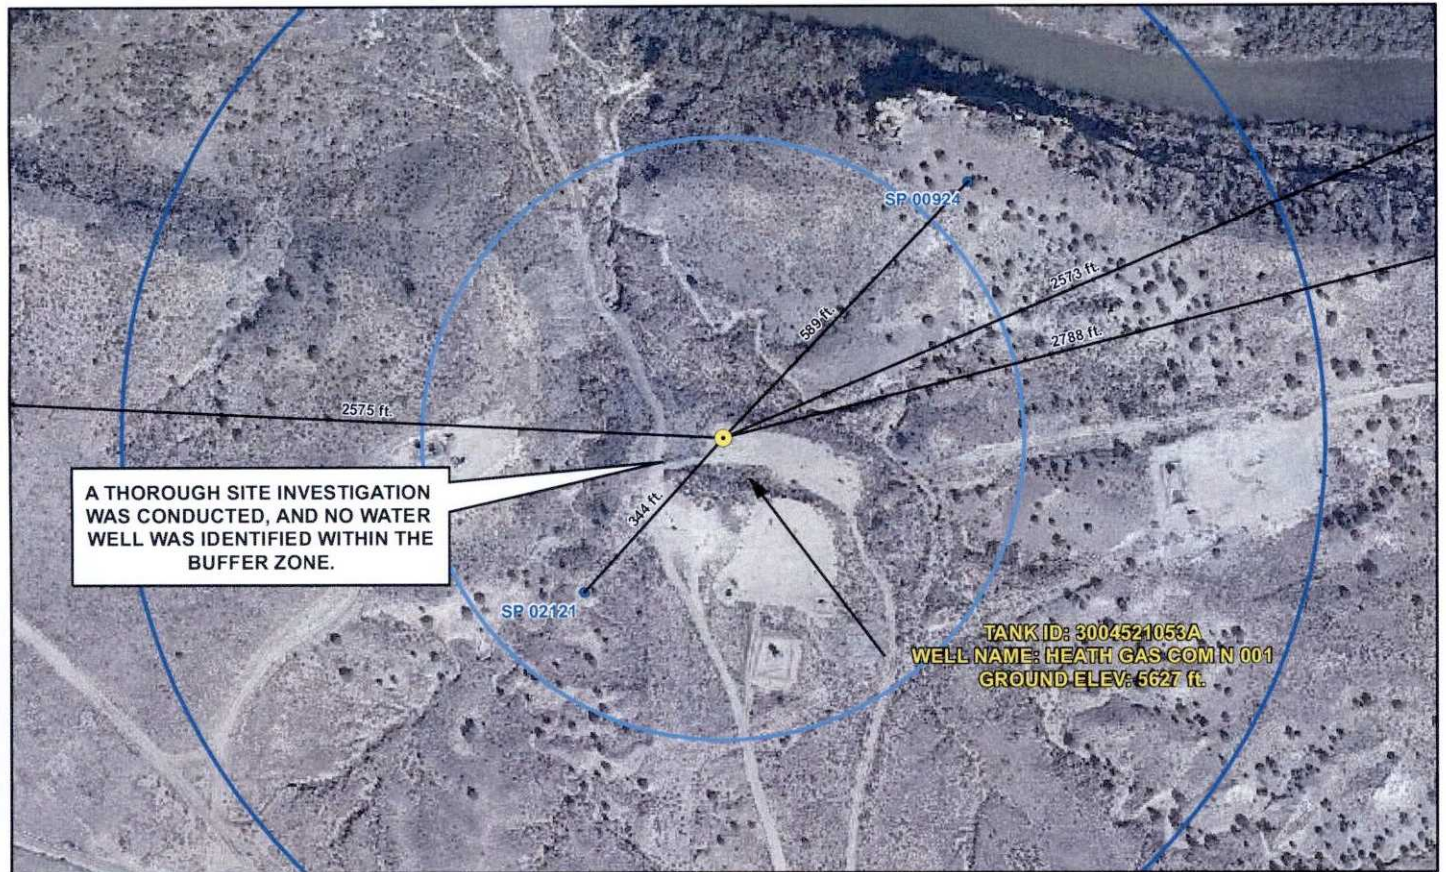 SP 00924
2573 ft.
589 ft.
2788 ft.
2575 ft.
A THOROUGH SITE INVESTIGATION
WAS CONDUCTED, AND NO WATER
WELL WAS IDENTIFIED WITHIN THE
BUFFER ZONE.
344 ft.
SP 02121
TANK ID: 3004521053A
WELL NAME: HEATH GAS COM N 001
GROUND ELEV: 5627 ft.